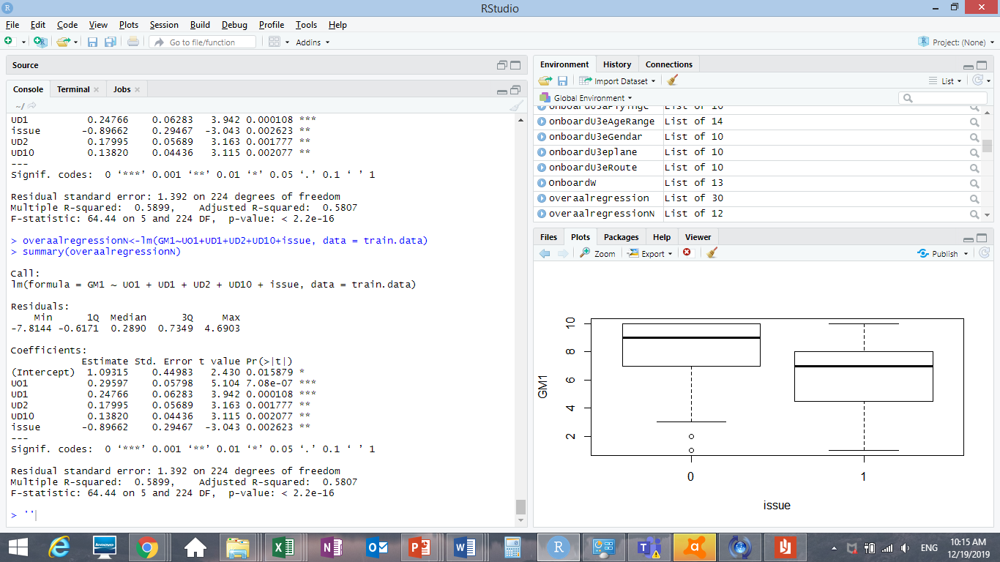 RStudio
File Edit Code View Plots Session Build Debug Profile Tools Help
Go to file/function Addins Project: (None)
Source
Console Terminal Jobs
~/
UD1 0.24766 0.06283 3.942 0.000108 ***
issue -0.89662 0.29467 -3.043 0.002623 **
UD2 0.17995 0.05689 3.163 0.001777 **
UD10 0.13820 0.04436 3.115 0.002077 **
---
Signif. codes: 0 ‘***’ 0.001 ‘**’ 0.01 ‘*’ 0.05 ‘.’ 0.1 ‘ ’ 1
Residual standard error: 1.392 on 224 degrees of freedom
Multiple R-squared: 0.5899, Adjusted R-squared: 0.5807
F-statistic: 64.44 on 5 and 224 DF, p-value: < 2.2e-16
> overaalregressionN<-lm(GM1~UO1+UD1+UD2+UD10+issue, data = train.data)
> summary(overaalregressionN)
Call:
lm(formula = GM1 ~ UO1 + UD1 + UD2 + UD10 + issue, data = train.data)
Residuals:
Min 1Q Median 3Q Max
-7.8144 -0.6171 0.2890 0.7349 4.6903
Coefficients:
Estimate Std. Error t value Pr(>|t|)
(Intercept) 1.09315 0.44983 2.430 0.015879 *
UO1 0.29597 0.05798 5.104 7.08e-07 ***
UD1 0.24766 0.06283 3.942 0.000108 ***
UD2 0.17995 0.05689 3.163 0.001777 **
UD10 0.13820 0.04436 3.115 0.002077 **
issue -0.89662 0.29467 -3.043 0.002623 **
---
Signif. codes: 0 ‘***’ 0.001 ‘**’ 0.01 ‘*’ 0.05 ‘.’ 0.1 ‘ ’ 1
Residual standard error: 1.392 on 224 degrees of freedom
Multiple R-squared: 0.5899, Adjusted R-squared: 0.5807
F-statistic: 64.44 on 5 and 224 DF, p-value: < 2.2e-16
> ''
Environment History Connections
Import Dataset List
Global Environment
List of 10
onboardU3eAgeRange List of 14
onboardU3eGendar List of 10
onboardU3eplane List of 10
onboardU3eRoute List of 10
OnboardW List of 13
overaalregression List of 30
overaalregressionN List of 12
Files Plots Packages Help Viewer
Zoom Export Publish
10
8
6
4
2
GM1
0 1
issue
lenovo
ENG
10:15 AM
12/19/2019